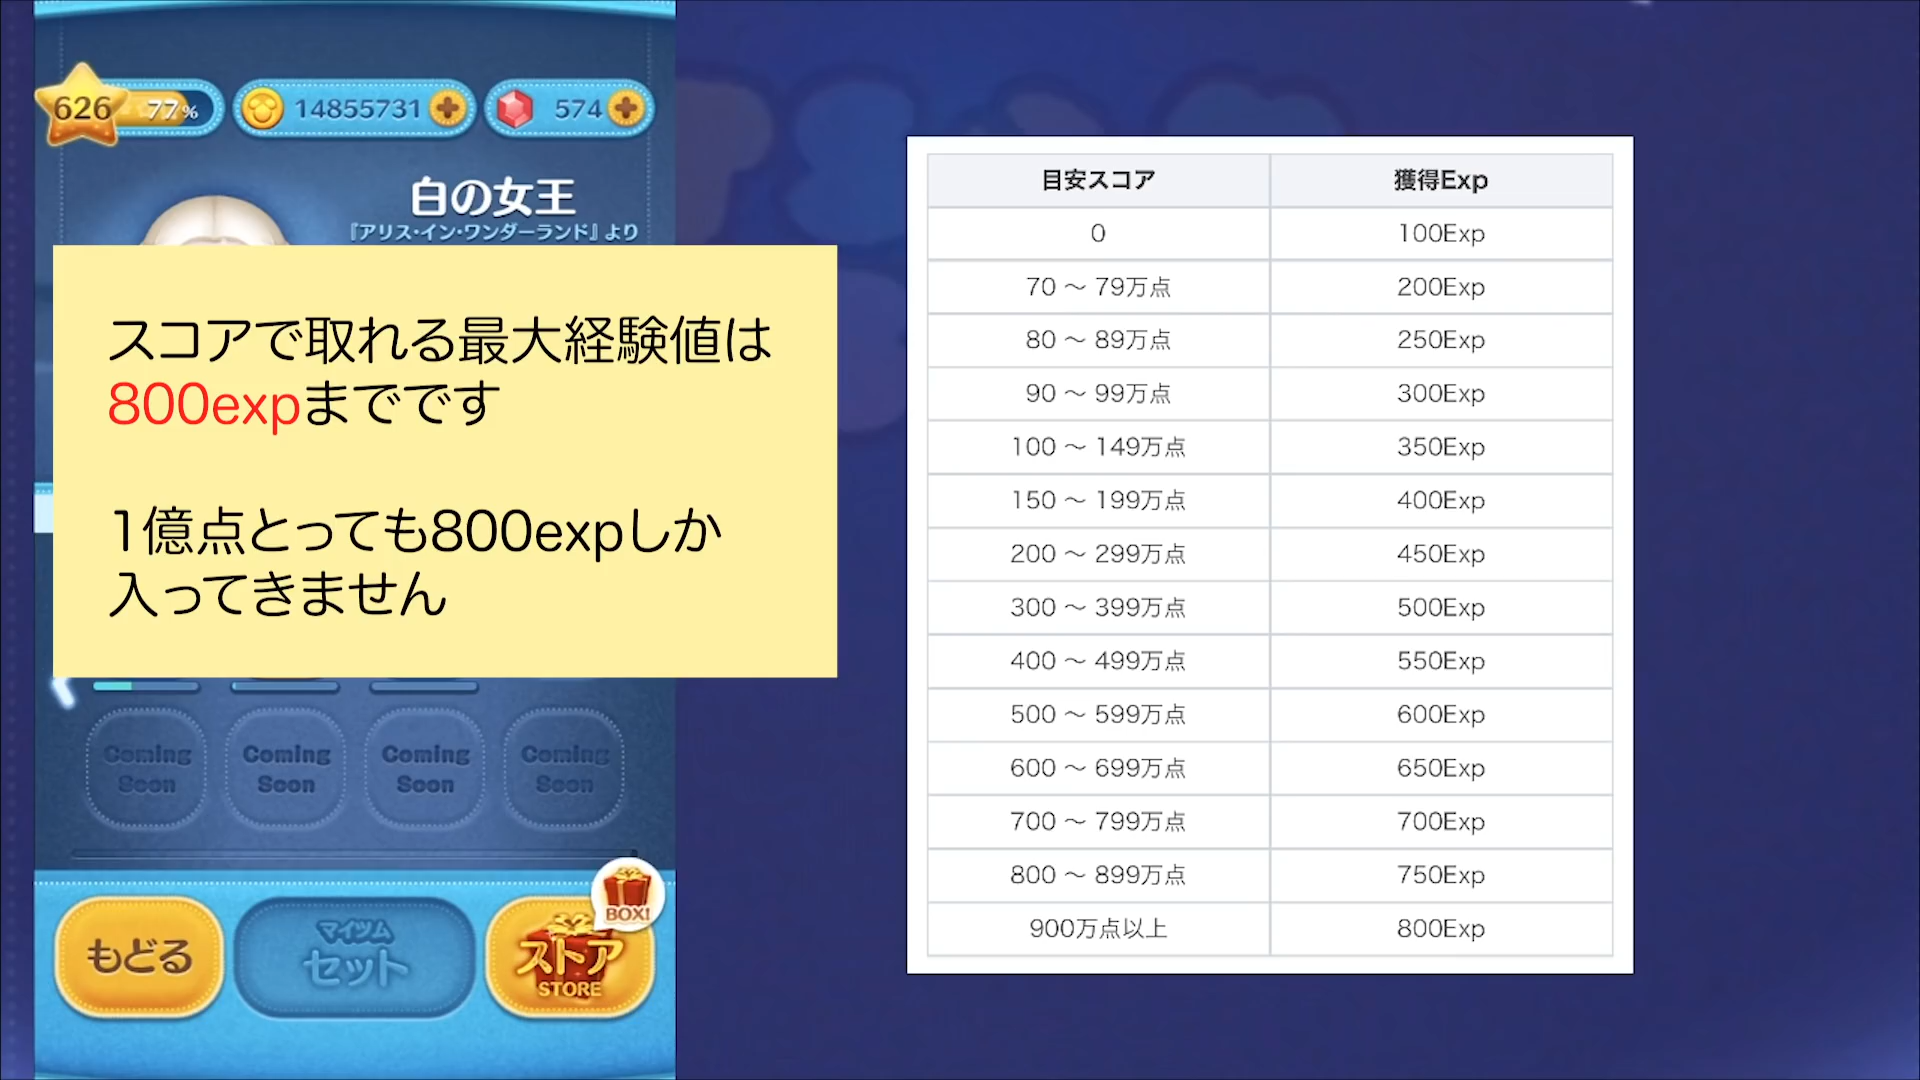 626
77%
14855731
574
白の女王
『アリス・イン・ワンダーランド』より
スコアで取れる最大経験値は
800expまでです
1億点とっても800expしか
入ってきません
Coming Soon
Coming Soon
Coming Soon
Coming Soon
もどる
マイツム
セット
BOX!
ストア
STORE
目安スコア 獲得Exp
0 100Exp
70 〜 79万点 200Exp
80 〜 89万点 250Exp
90 〜 99万点 300Exp
100 〜 149万点 350Exp
150 〜 199万点 400Exp
200 〜 299万点 450Exp
300 〜 399万点 500Exp
400 〜 499万点 550Exp
500 〜 599万点 600Exp
600 〜 699万点 650Exp
700 〜 799万点 700Exp
800 〜 899万点 750Exp
900万点以上 800Exp